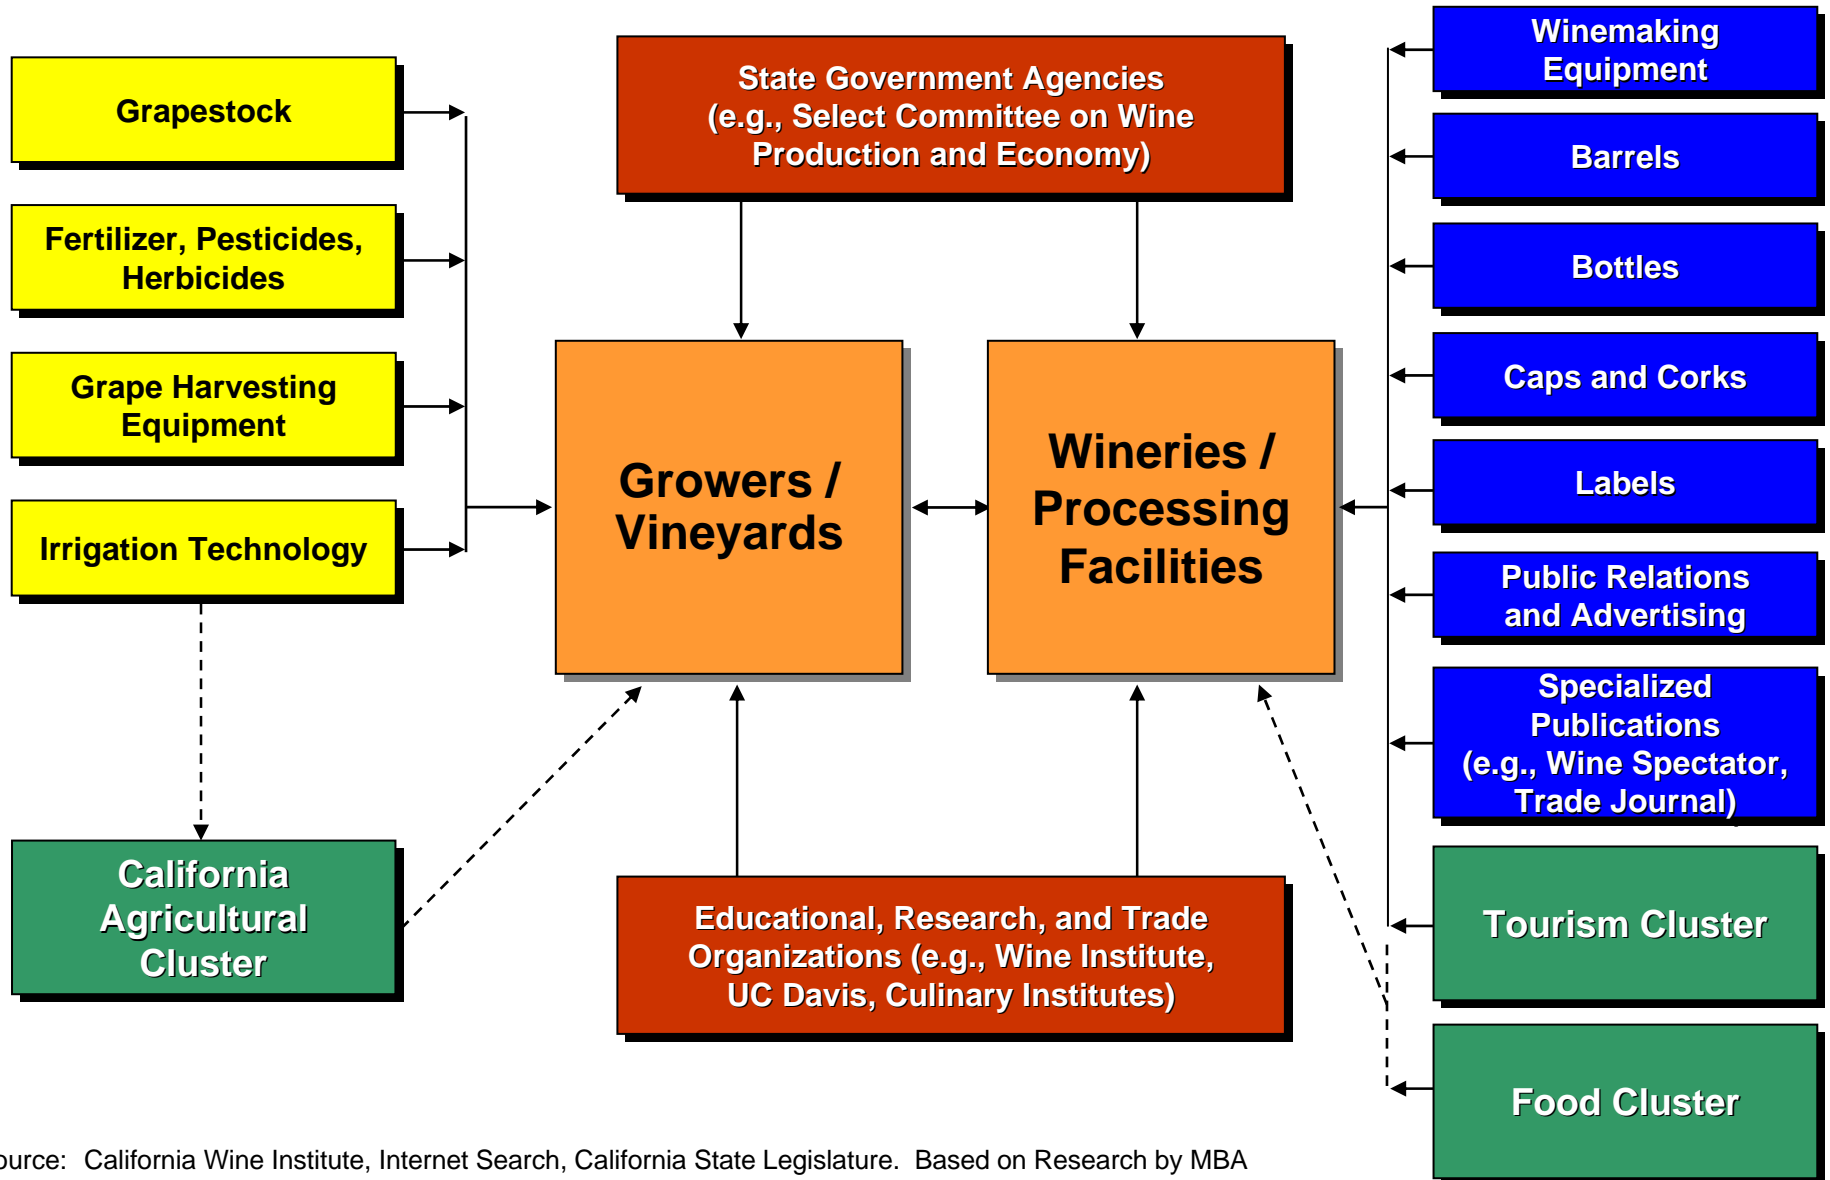 Grapestock
Fertilizer, Pesticides,
Herbicides
Grape Harvesting
Equipment
Irrigation Technology
California
Agricultural
Cluster
State Government Agencies
(e.g., Select Committee on Wine
Production and Economy)
Growers /
Vineyards
Wineries /
Processing
Facilities
Educational, Research, and Trade
Organizations (e.g., Wine Institute,
UC Davis, Culinary Institutes)
Winemaking
Equipment
Barrels
Bottles
Caps and Corks
Labels
Public Relations
and Advertising
Specialized
Publications
(e.g., Wine Spectator,
Trade Journal)
Tourism Cluster
Food Cluster
ource: California Wine Institute, Internet Search, California State Legislature. Based on Research by MBA